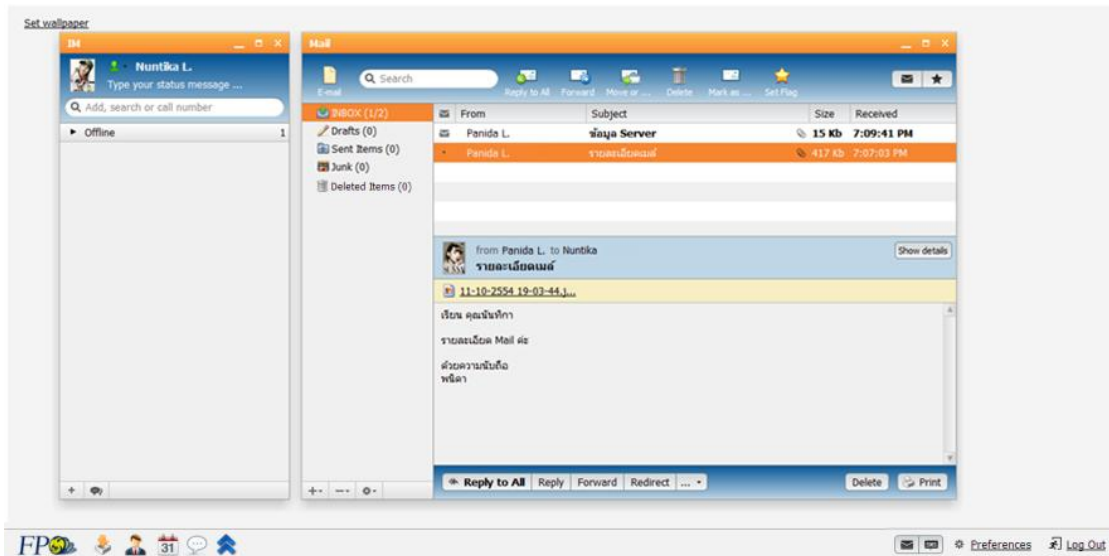 Set wallpaper
IM
Nuntika L.
Type your status message ...
Add, search or call number
Offline 1
Mail
E-mail
Search
Reply to All Forward Move or ... Delete Mark as ... Set Flag
INBOX (1/2)
Drafts (0)
Sent Items (0)
Junk (0)
Deleted Items (0)
From Subject Size Received
Panida L. ข้อมูล Server 15 Kb 7:09:41 PM
Panida L. รายละเอียดเมล์ 417 Kb 7:07:03 PM
from Panida L. to Nuntika
Show details
รายละเอียดเมล์
11-10-2554 19-03-44.j...
เรียน คุณนันทิกา
รายละเอียด Mail ค่ะ
ด้วยความนับถือ
พนิดา
Reply to All Reply Forward Redirect ... Delete Print
FPO
31
Preferences Log Out